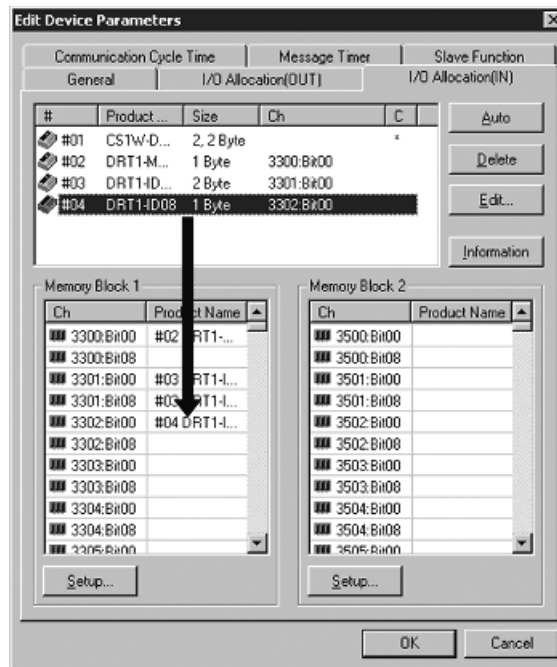 Edit Device Parameters
Communication Cycle Time Message Timer Slave Function
General I/O Allocation(OUT) I/O Allocation(IN)
# Product ... Size Ch C
#01 CS1W-D... 2, 2 Byte *
#02 DRT1-M... 1 Byte 3300:Bit00
#03 DRT1-ID... 2 Byte 3301:Bit00
#04 DRT1-ID08 1 Byte 3302:Bit00
Auto
Delete
Edit...
Information
Memory Block 1
Ch Product Name
3300:Bit00 #02 DRT1-...
3300:Bit08
3301:Bit00 #03 DRT1-I...
3301:Bit08 #03 DRT1-I...
3302:Bit00 #04 DRT1-I...
3302:Bit08
3303:Bit00
3303:Bit08
3304:Bit00
3304:Bit08
3305:Bit00
Setup...
Memory Block 2
Ch Product Name
3500:Bit00
3500:Bit08
3501:Bit00
3501:Bit08
3502:Bit00
3502:Bit08
3503:Bit00
3503:Bit08
3504:Bit00
3504:Bit08
3505:Bit00
Setup...
OK Cancel